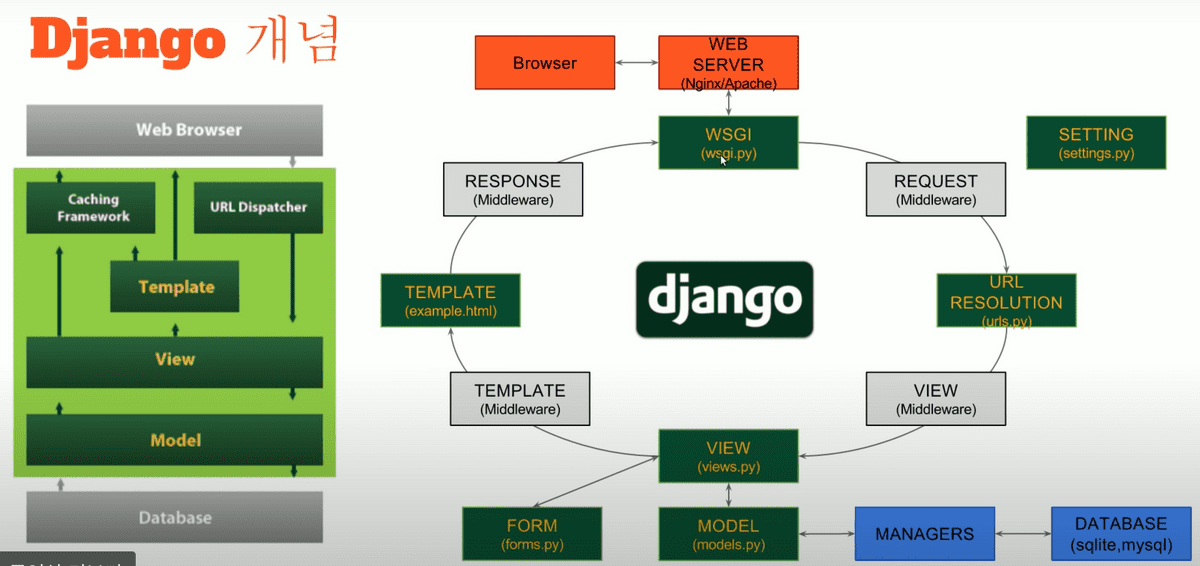 Django 개념
Web Browser
Caching
Framework
URL Dispatcher
Template
View
Model
Database
Browser
WEB
SERVER
(Nginx/Apache)
WSGI
(wsgi.py)
SETTING
(settings.py)
RESPONSE
(Middleware)
REQUEST
(Middleware)
TEMPLATE
(example.html)
django
URL
RESOLUTION
(urls.py)
TEMPLATE
(Middleware)
VIEW
(Middleware)
VIEW
(views.py)
FORM
(forms.py)
MODEL
(models.py)
MANAGERS
DATABASE
(sqlite,mysql)